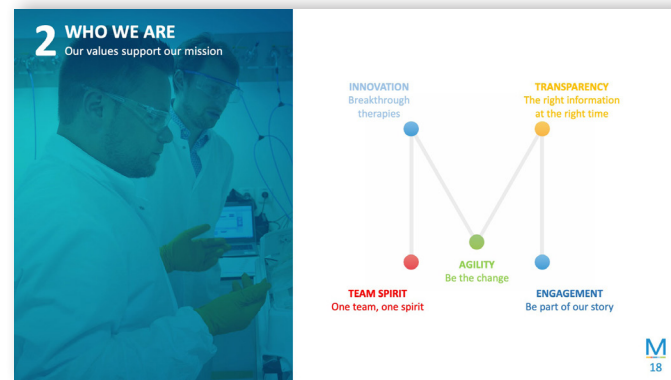 2 WHO WE ARE
Our values support our mission
INNOVATION
Breakthrough
therapies
TRANSPARENCY
The right information
at the right time
AGILITY
Be the change
TEAM SPIRIT
One team, one spirit
ENGAGEMENT
Be part of our story
M
18